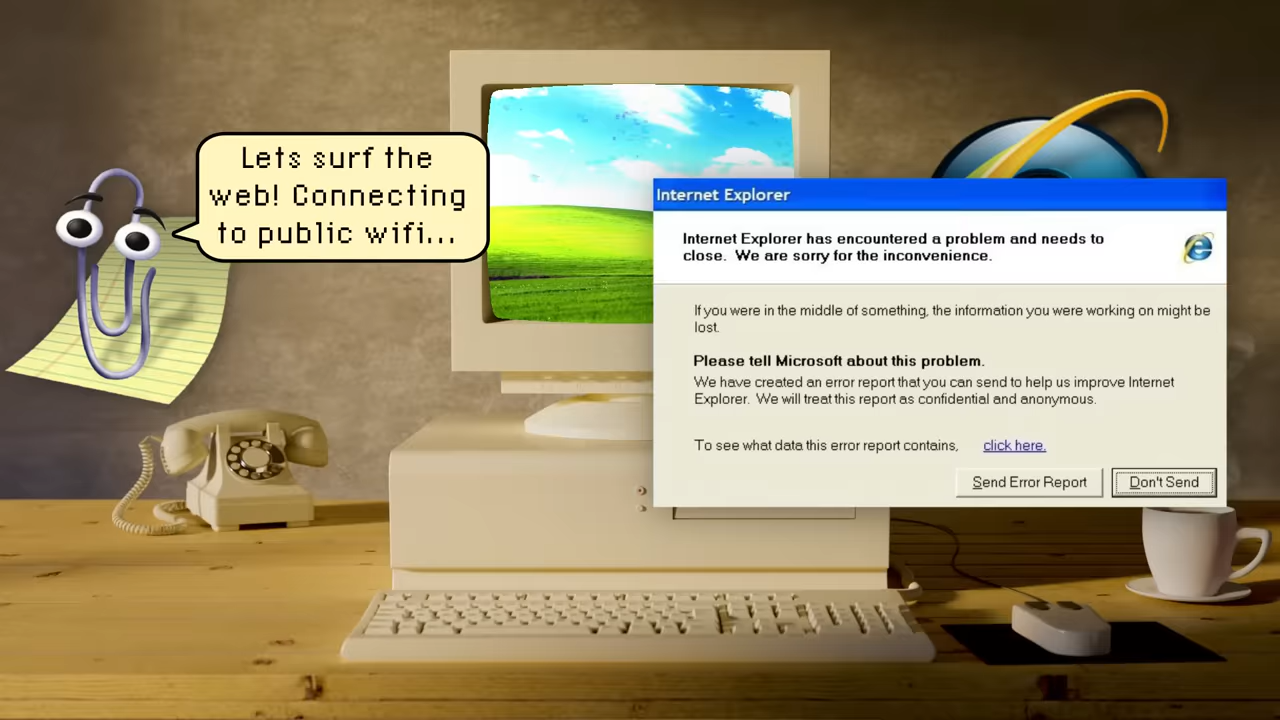 Lets surf the
web! Connecting
to public wifi...
Internet Explorer
Internet Explorer has encountered a problem and needs to
close. We are sorry for the inconvenience.
If you were in the middle of something, the information you were working on might be
lost.
Please tell Microsoft about this problem.
We have created an error report that you can send to help us improve Internet
Explorer. We will treat this report as confidential and anonymous.
To see what data this error report contains, click here.
Send Error Report Don't Send